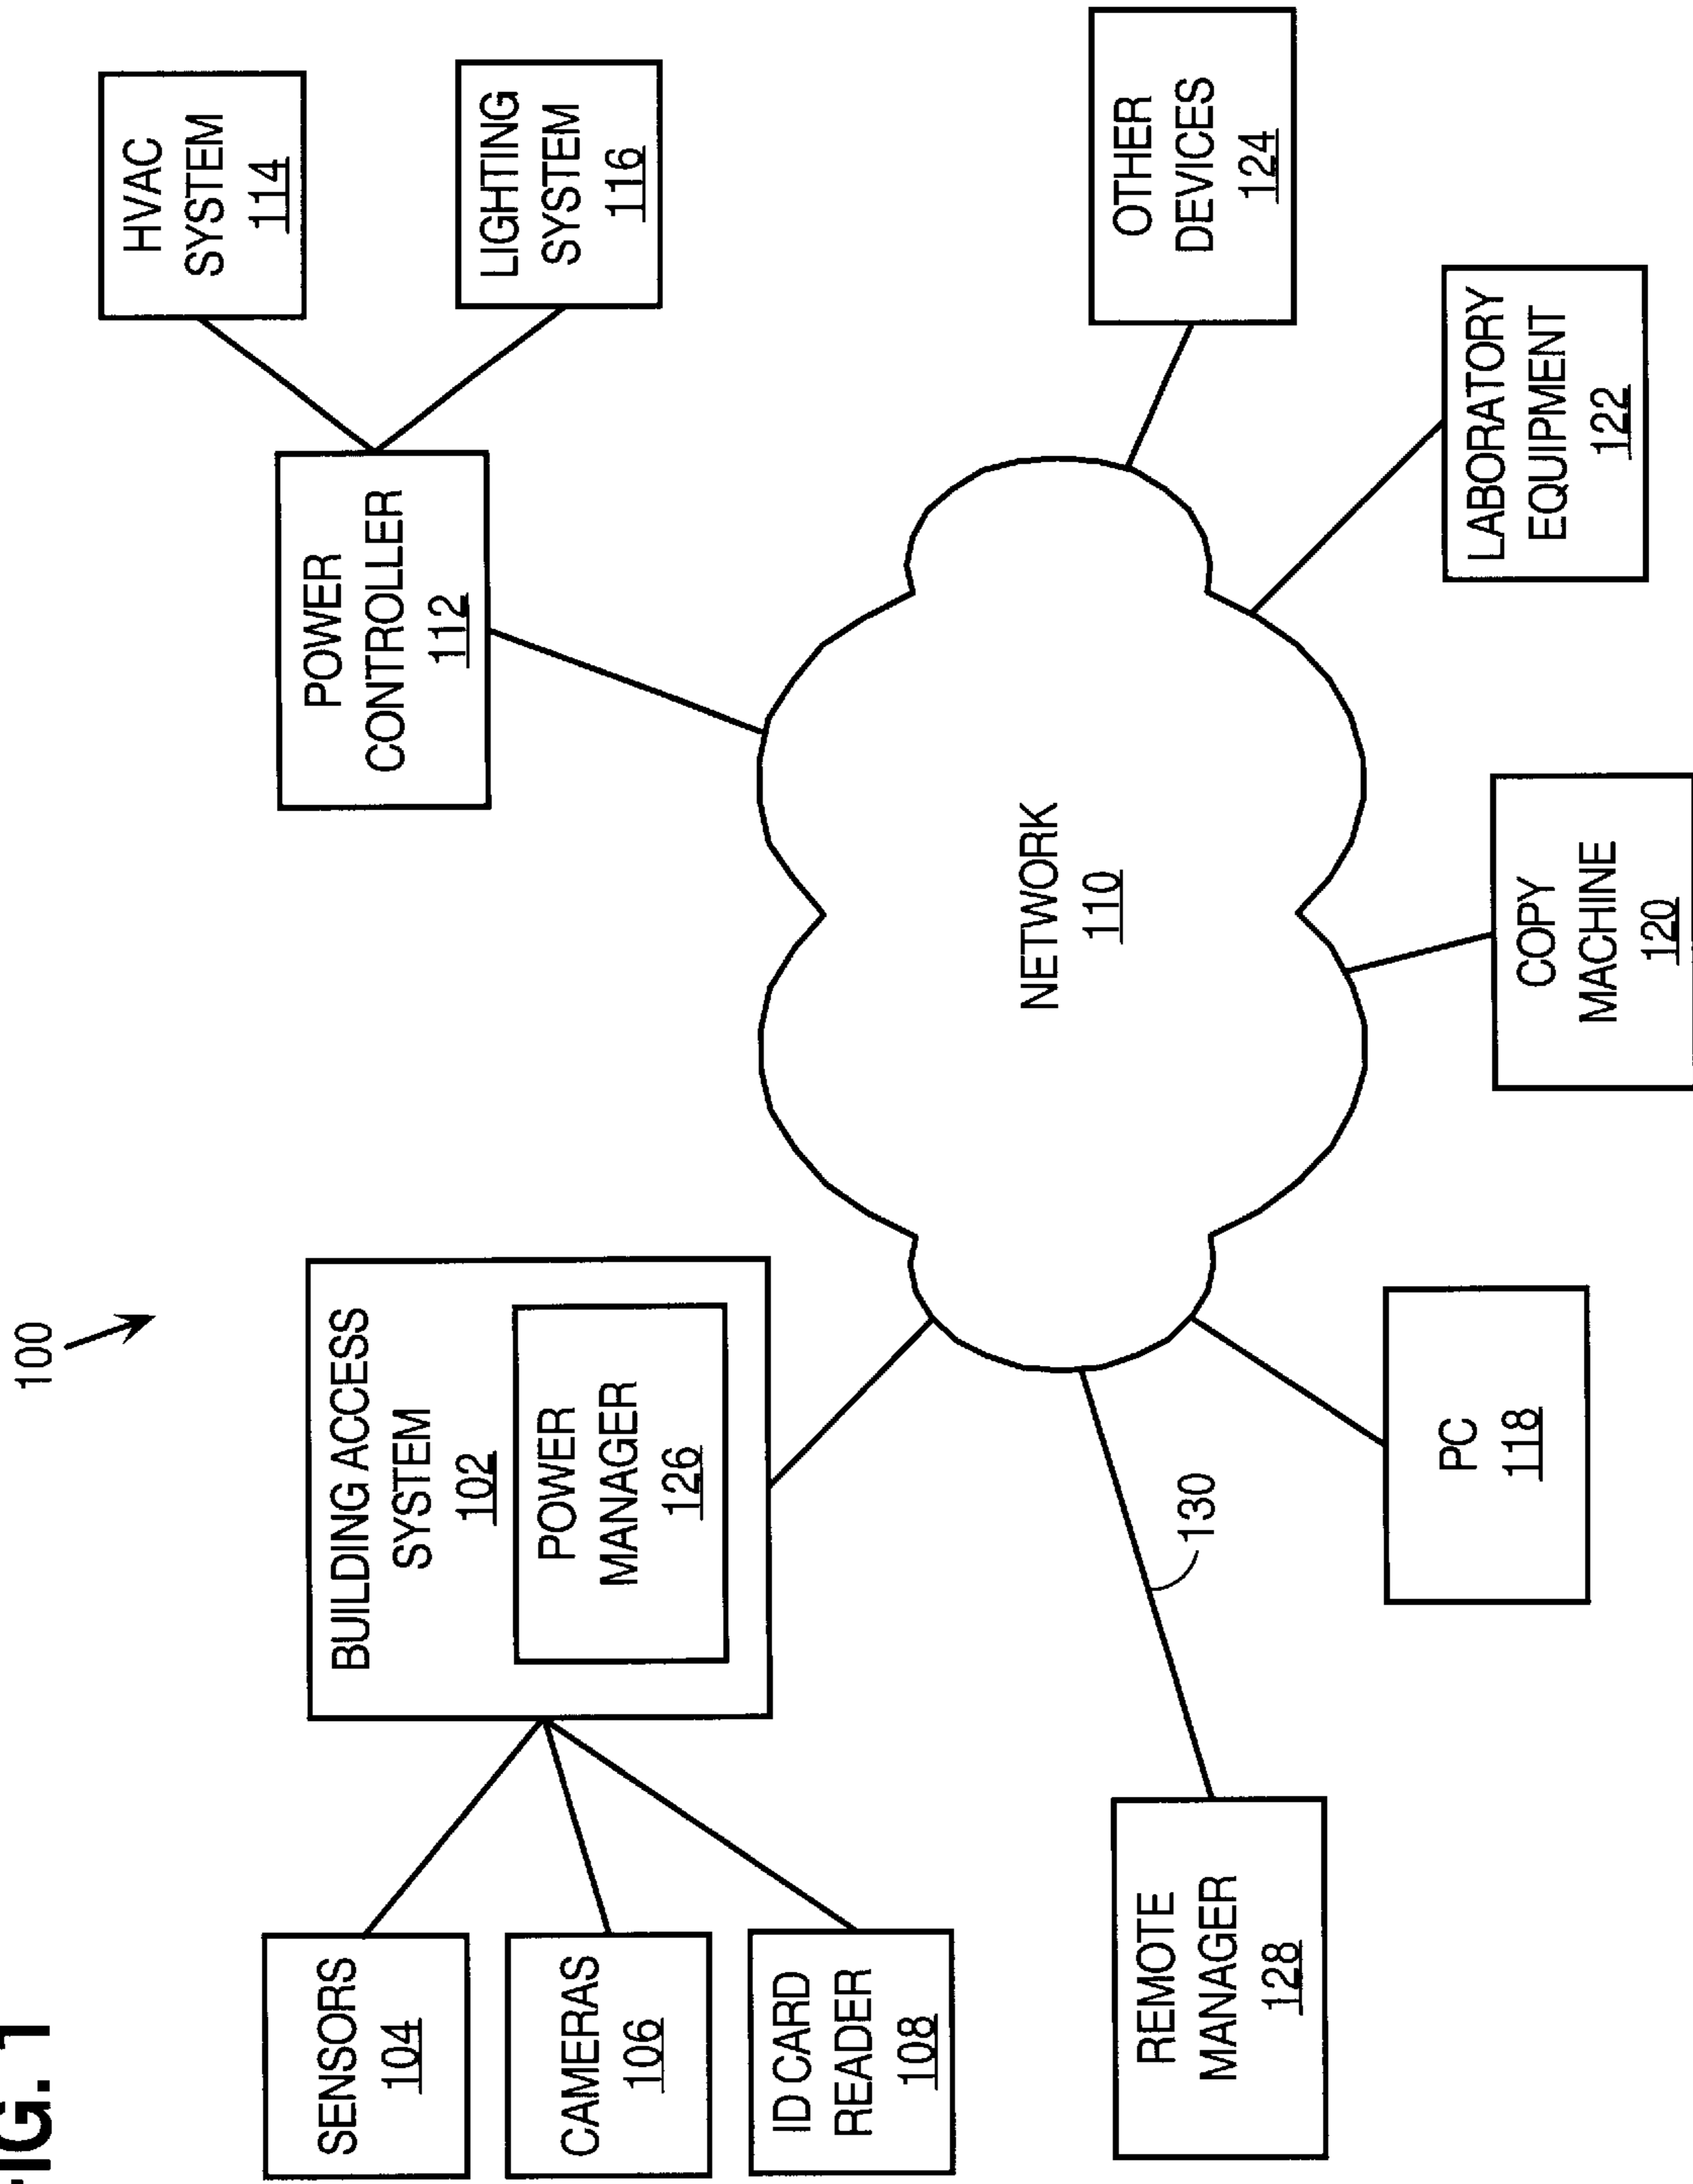 FIG. 1
100
SENSORS
104
CAMERAS
106
ID CARD
READER
108
BUILDING ACCESS
SYSTEM
102
POWER
MANAGER
126
POWER
CONTROLLER
112
HVAC
SYSTEM
114
LIGHTING
SYSTEM
116
NETWORK
110
REMOTE
MANAGER
128
130
PC
118
COPY
MACHINE
120
LABORATORY
EQUIPMENT
122
OTHER
DEVICES
124